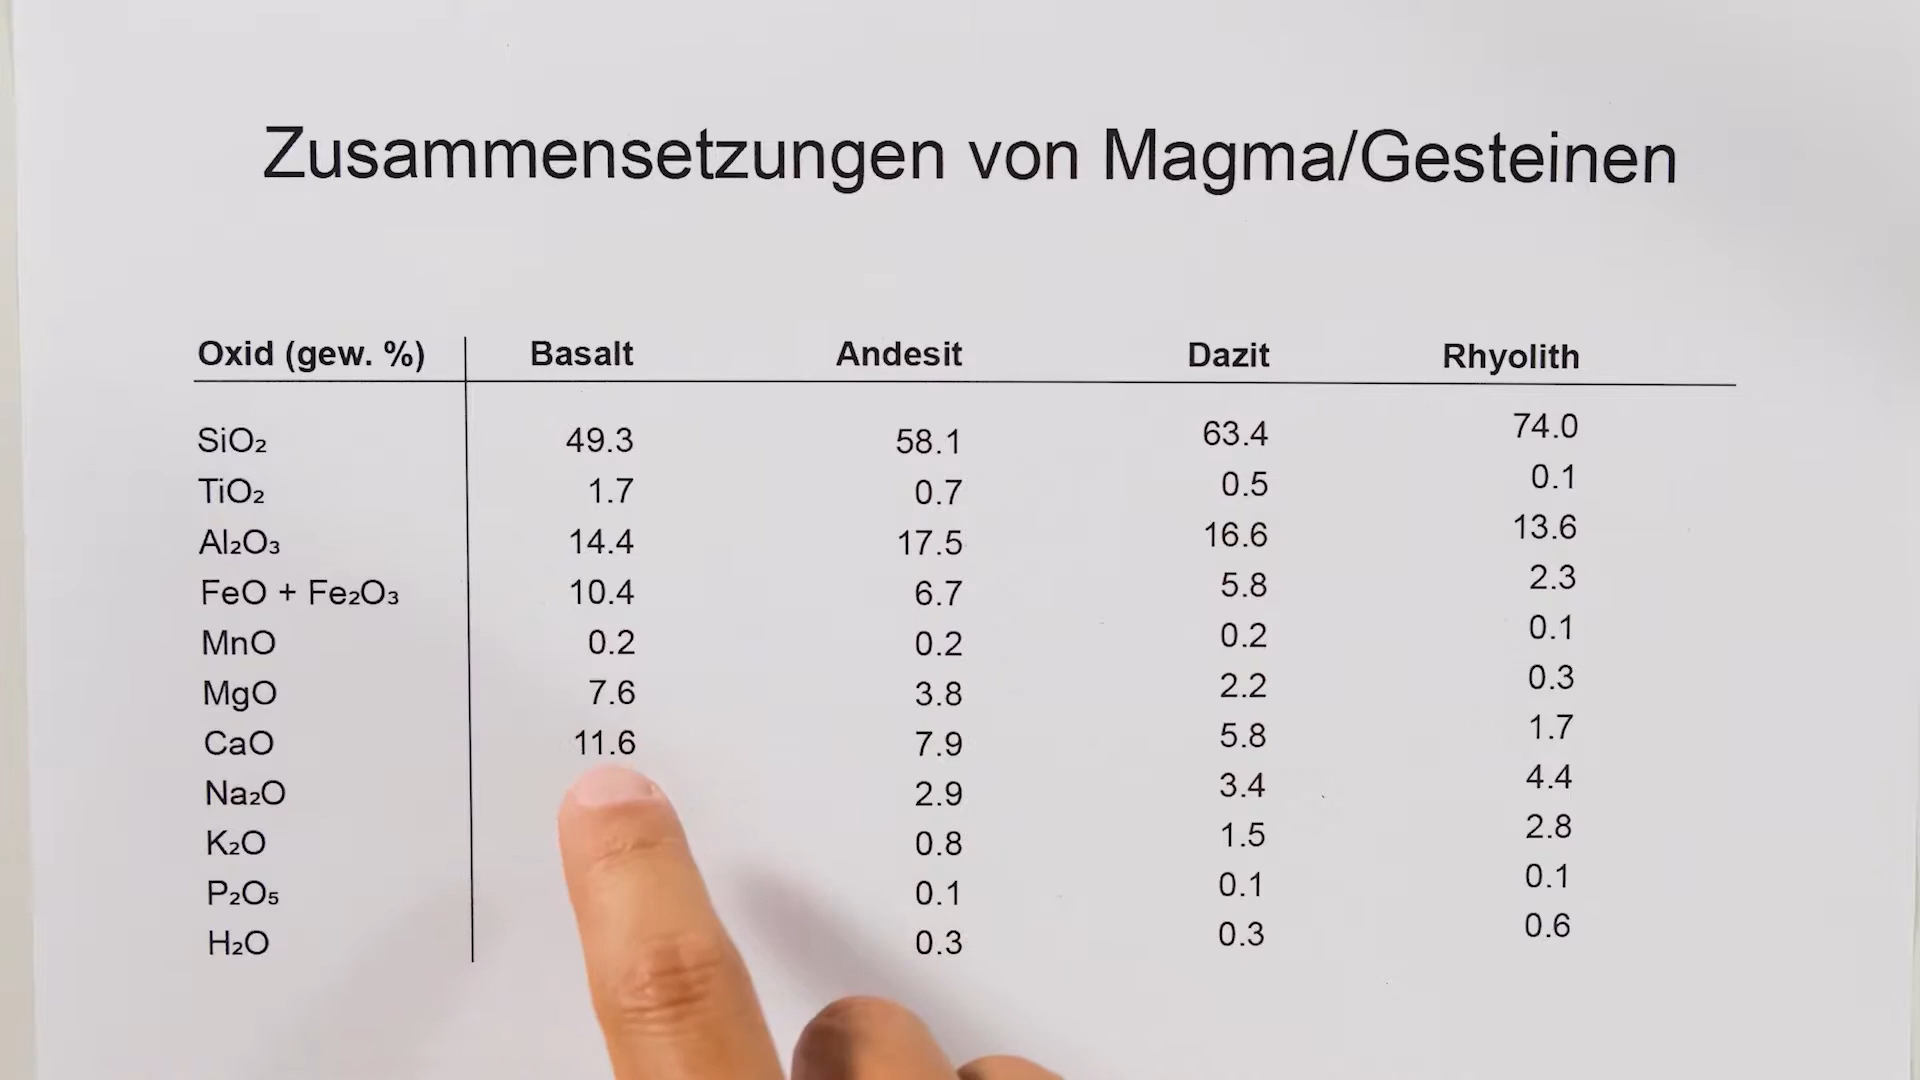 Zusammensetzungen von Magma/Gesteinen
Oxid (gew. %) Basalt Andesit Dazit Rhyolith
SiO₂ 49.3 58.1 63.4 74.0
TiO₂ 1.7 0.7 0.5 0.1
Al₂O₃ 14.4 17.5 16.6 13.6
FeO + Fe₂O₃ 10.4 6.7 5.8 2.3
MnO 0.2 0.2 0.2 0.1
MgO 7.6 3.8 2.2 0.3
CaO 11.6 7.9 5.8 1.7
Na₂O 2.9 3.4 4.4
K₂O 0.8 1.5 2.8
P₂O₅ 0.1 0.1 0.1
H₂O 0.3 0.3 0.6